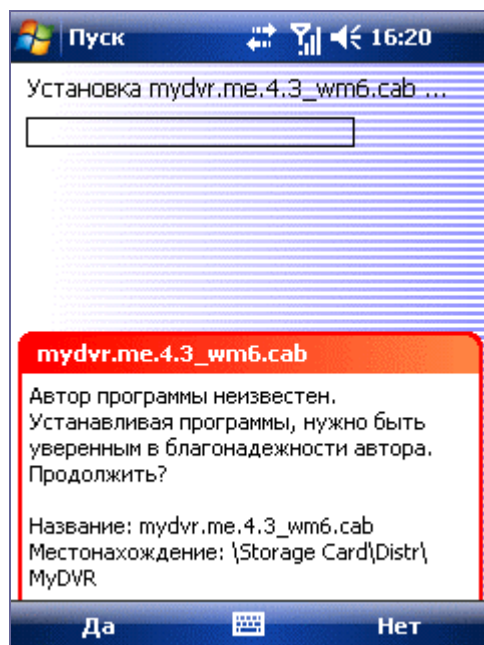 Пуск 16:20
Установка mydvr.me.4.3_wm6.cab ...
mydvr.me.4.3_wm6.cab
Автор программы неизвестен.
Устанавливая программы, нужно быть
уверенным в благонадежности автора.
Продолжить?
Название: mydvr.me.4.3_wm6.cab
Местонахождение: \Storage Card\Distr\
MyDVR
Да Нет